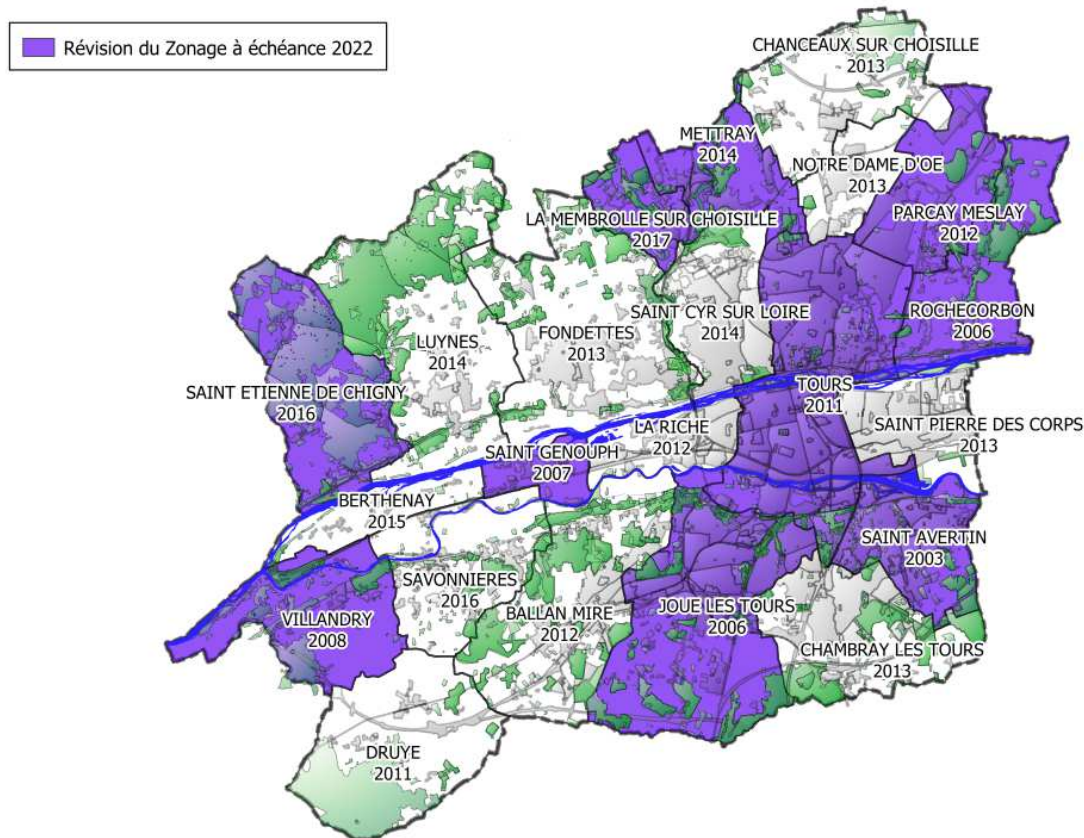 Révision du Zonage à échéance 2022
CHANCEAUX SUR CHOISILLE
2013
METTRAY
2014
NOTRE DAME D'OE
2013
LA MEMBROLLE SUR CHOISILLE
2017
PARCAY MESLAY
2012
SAINT CYR SUR LOIRE
2014
ROCHECORBON
2006
LUYNES
2014
FONDETTES
2013
SAINT ETIENNE DE CHIGNY
2016
TOURS
2011
LA RICHE
2012
SAINT PIERRE DES CORPS
2013
SAINT GENOUPH
2007
BERTHENAY
2015
SAINT AVERTIN
2003
SAVONNIERES
2016
VILLANDRY
2008
BALLAN MIRE
2012
JOUE LES TOURS
2006
CHAMBRAY LES TOURS
2013
DRUYE
2011